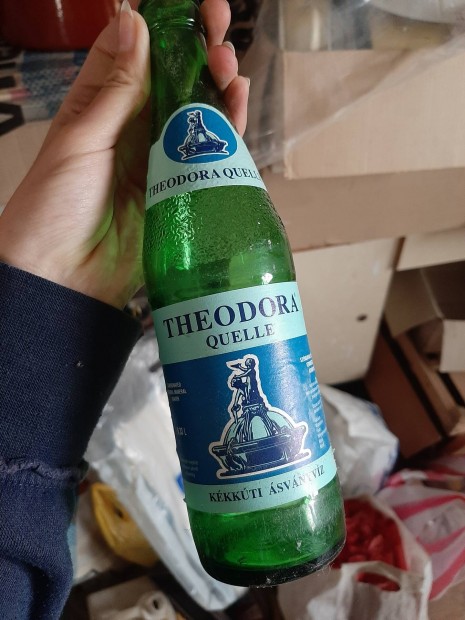 THEODORA QUELLE
THEODORA
QUELLE
KÉKKÚTI ÁSVÁNYVÍZ